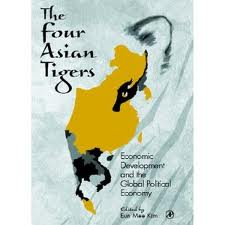 The
Four
Asian
Tigers
Economic
Development
and the
Global Political
Economy
Edited by
Eun Mee Kim